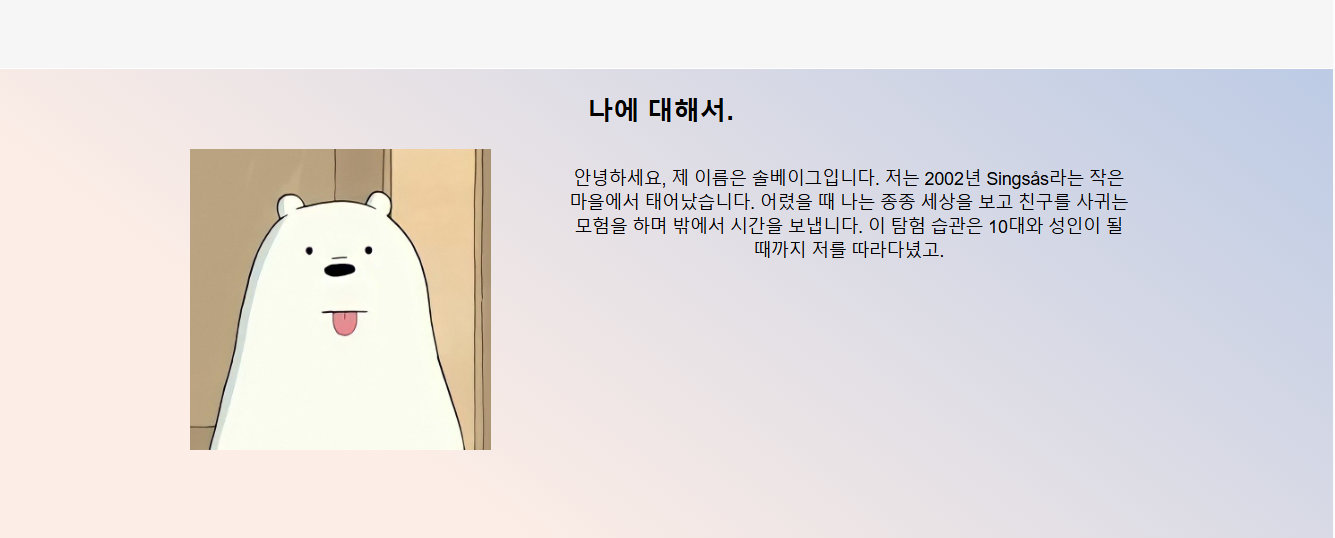 나에 대해서.
안녕하세요, 제 이름은 솔베이그입니다. 저는 2002년 Singsås라는 작은
마을에서 태어났습니다. 어렸을 때 나는 종종 세상을 보고 친구를 사귀는
모험을 하며 밖에서 시간을 보냅니다. 이 탐험 습관은 10대와 성인이 될
때까지 저를 따라다녔고.